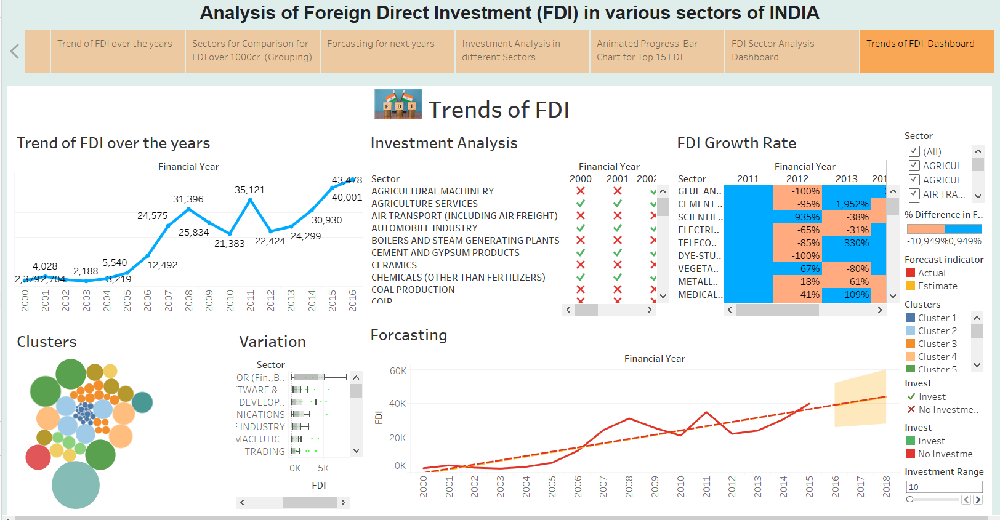 Analysis of Foreign Direct Investment (FDI) in various sectors of INDIA
Trend of FDI over the years
Sectors for Comparison for
FDI over 1000cr. (Grouping)
Forcasting for next years
Investment Analysis in
different Sectors
Animated Progress Bar
Chart for Top 15 FDI
FDI Sector Analysis
Dashboard
Trends of FDI Dashboard
F D I
Trends of FDI
Trend of FDI over the years
Financial Year
2,379
4,028
2,704
2,188
3,219
5,540
12,492
24,575
31,396
25,834
21,383
35,121
22,424
24,299
30,930
40,001
43,478
2000 2001 2002 2003 2004 2005 2006 2007 2008 2009 2010 2011 2012 2013 2014 2015 2016
Investment Analysis
Financial Year
Sector 2000 2001 2002
AGRICULTURAL MACHINERY
AGRICULTURE SERVICES
AIR TRANSPORT (INCLUDING AIR FREIGHT)
AUTOMOBILE INDUSTRY
BOILERS AND STEAM GENERATING PLANTS
CEMENT AND GYPSUM PRODUCTS
CERAMICS
CHEMICALS (OTHER THAN FERTILIZERS)
COAL PRODUCTION
COIR
FDI Growth Rate
Financial Year
Sector 2011 2012 2013 201
GLUE AN.. -100%
CEMENT .. -95% 1,952%
SCIENTIF.. 935% -38%
ELECTRI.. -65% -31%
TELECO.. -85% 330%
DYE-STU.. -100%
VEGETA.. 67% -80%
METALL.. -18% -61%
MEDICAL.. -41% 109%
Sector
(All)
AGRICUL...
AGRICUL...
AIR TRA...
% Difference in F..
-10,949% 10,949%
Forecast indicator
Actual
Estimate
Clusters
Cluster 1
Cluster 2
Cluster 3
Cluster 4
Cluster 5
Invest
Invest
No Investme..
Invest
Invest
No Investme..
Investment Range
10
Clusters
Variation
Sector
OR (Fin.,B..
TWARE & ..
DEVELOP..
NICATIONS
INDUSTRY
MACEUTIC..
TRADING
0K 5K
FDI
Forcasting
Financial Year
60K
40K
20K
0K
FDI
2000 2001 2002 2003 2004 2005 2006 2007 2008 2009 2010 2011 2012 2013 2014 2015 2016 2017 2018